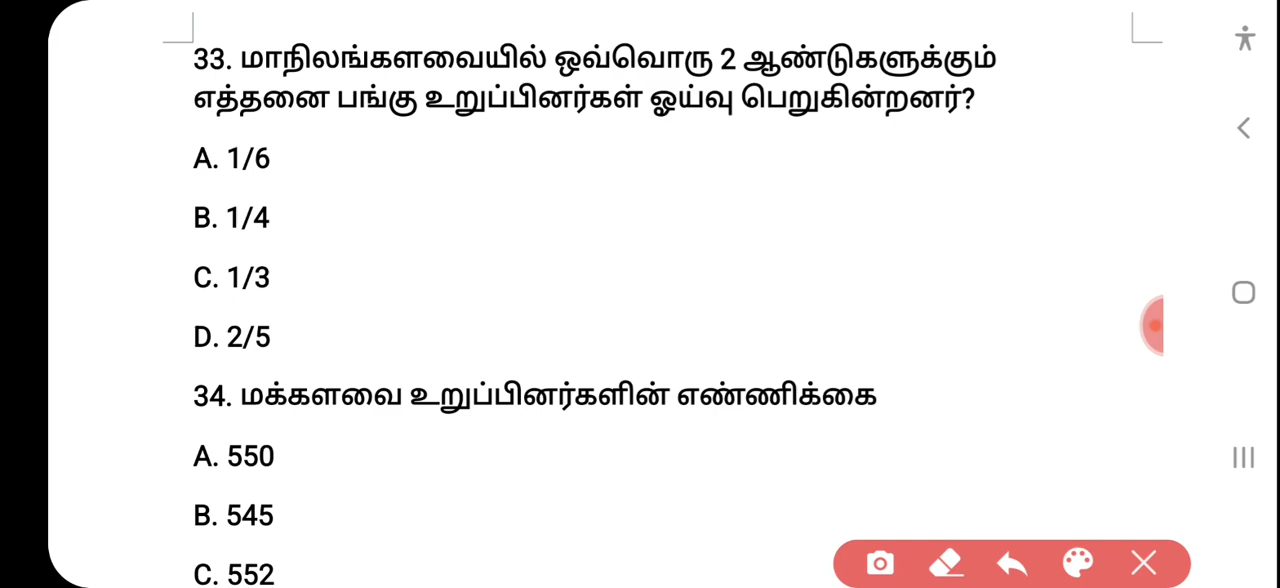 33. மாநிலங்களவையில் ஒவ்வொரு 2 ஆண்டுகளுக்கும்
எத்தனை பங்கு உறுப்பினர்கள் ஓய்வு பெறுகின்றனர்?
A. 1/6
B. 1/4
C. 1/3
D. 2/5
34. மக்களவை உறுப்பினர்களின் எண்ணிக்கை
A. 550
B. 545
C. 552